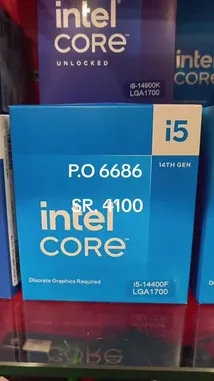 intel
CORE
UNLOCKED
i9-14900K
LGA1700
i5
14TH GEN
P.O 6686
SR. 4100
intel
CORE
Discrete Graphics Required
i5-14400F
LGA1700
CORE